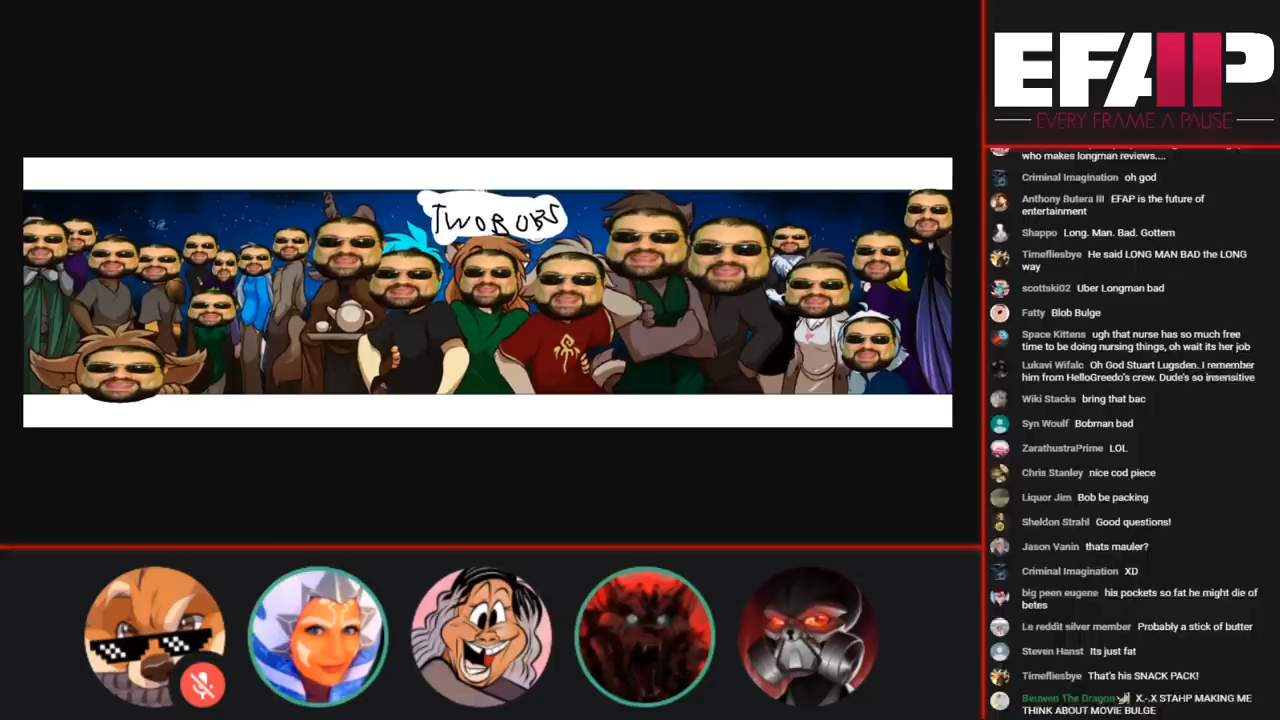 TWOBOBS
EFAP
EVERY FRAME A PAUSE
who makes longman reviews....
Criminal Imagination oh god
Anthony Butera III EFAP is the future of
entertainment
Shappo Long. Man. Bad. Gottem
Timefliesbye He said LONG MAN BAD the LONG
way
scottski02 Uber Longman bad
Fatty Blob Bulge
Space Kittens ugh that nurse has so much free
time to be doing nursing things, oh wait its her job
Lukavi Wifalc Oh God Stuart Lugsden..I remember
him from HelloGreedo's crew. Dude's so insensitive
Wiki Stacks bring that bac
Syn Woulf Bobman bad
ZarathustraPrime LOL
Chris Stanley nice cod piece
Liquor Jim Bob be packing
Sheldon Strahl Good questions!
Jason Vanin thats mauler?
Criminal Imagination XD
big peen eugene his pockets so fat he might die of
betes
Le reddit silver member Probably a stick of butter
Steven Hanst Its just fat
Timefliesbye That's his SNACK PACK!
Beuwen The Dragon X.-.X STAHP MAKING ME
THINK ABOUT MOVIE BULGE